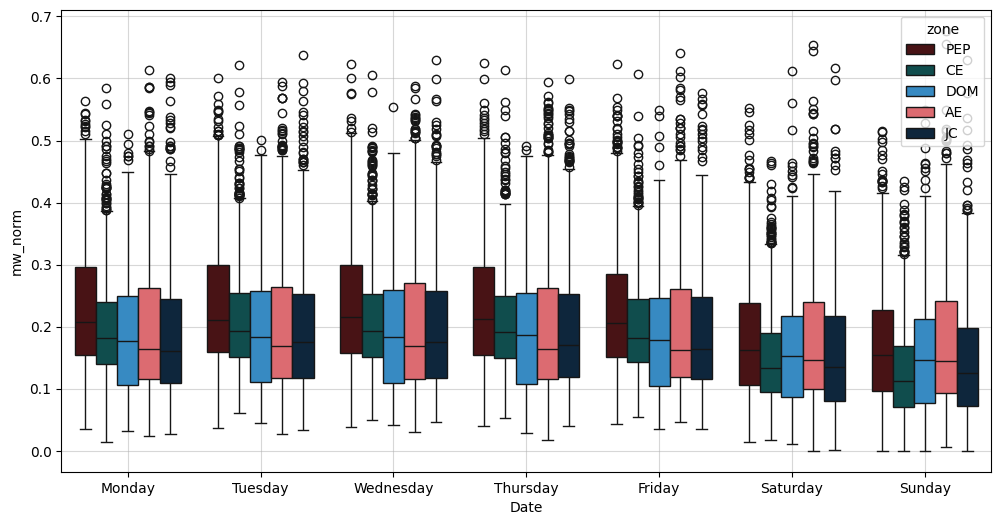 0.7
0.6
0.5
0.4
0.3
0.2
0.1
0.0
mw_norm
Monday Tuesday Wednesday Thursday Friday Saturday Sunday
Date
zone
PEP
CE
DOM
AE
JC